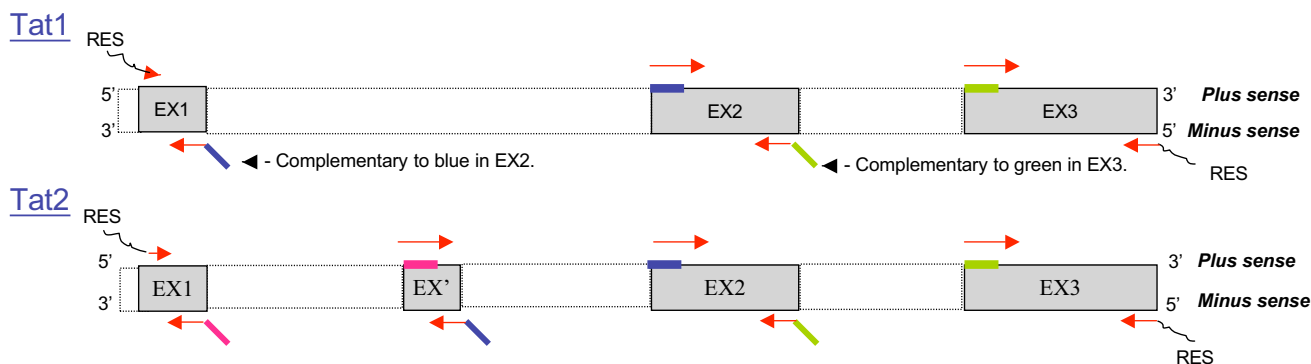 Tat1
RES
5’ EX1 EX2 EX3 3’ Plus sense
3’ 5’ Minus sense
- Complementary to blue in EX2. - Complementary to green in EX3.
RES
Tat2
RES
5’ 3’ Plus sense
EX1 EX’ EX2 EX3
3’ 5’ Minus sense
RES